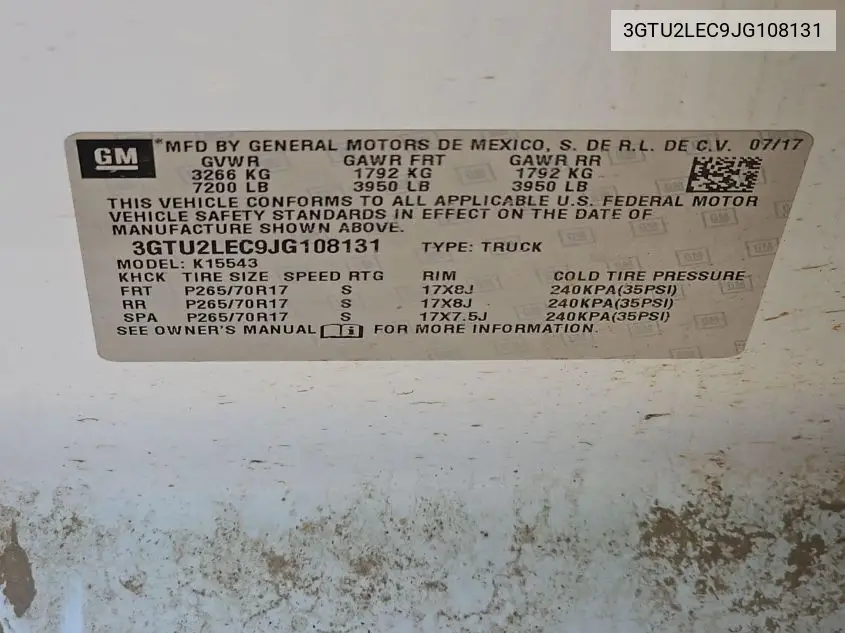 3GTU2LEC9JG108131
GM *MFD BY GENERAL MOTORS DE MEXICO, S. DE R.L. DE C.V. 07/17
GVWR GAWR FRT GAWR RR
3266 KG 1792 KG 1792 KG
7200 LB 3950 LB 3950 LB
THIS VEHICLE CONFORMS TO ALL APPLICABLE U.S. FEDERAL MOTOR
VEHICLE SAFETY STANDARDS IN EFFECT ON THE DATE OF
MANUFACTURE SHOWN ABOVE.
3GTU2LEC9JG108131 TYPE: TRUCK
MODEL: K15543
KHCK TIRE SIZE SPEED RTG RIM COLD TIRE PRESSURE
FRT P265/70R17 S 17X8J 240KPA(35PSI)
RR P265/70R17 S 17X8J 240KPA(35PSI)
SPA P265/70R17 S 17X7.5J 240KPA(35PSI)
SEE OWNER'S MANUAL FOR MORE INFORMATION.